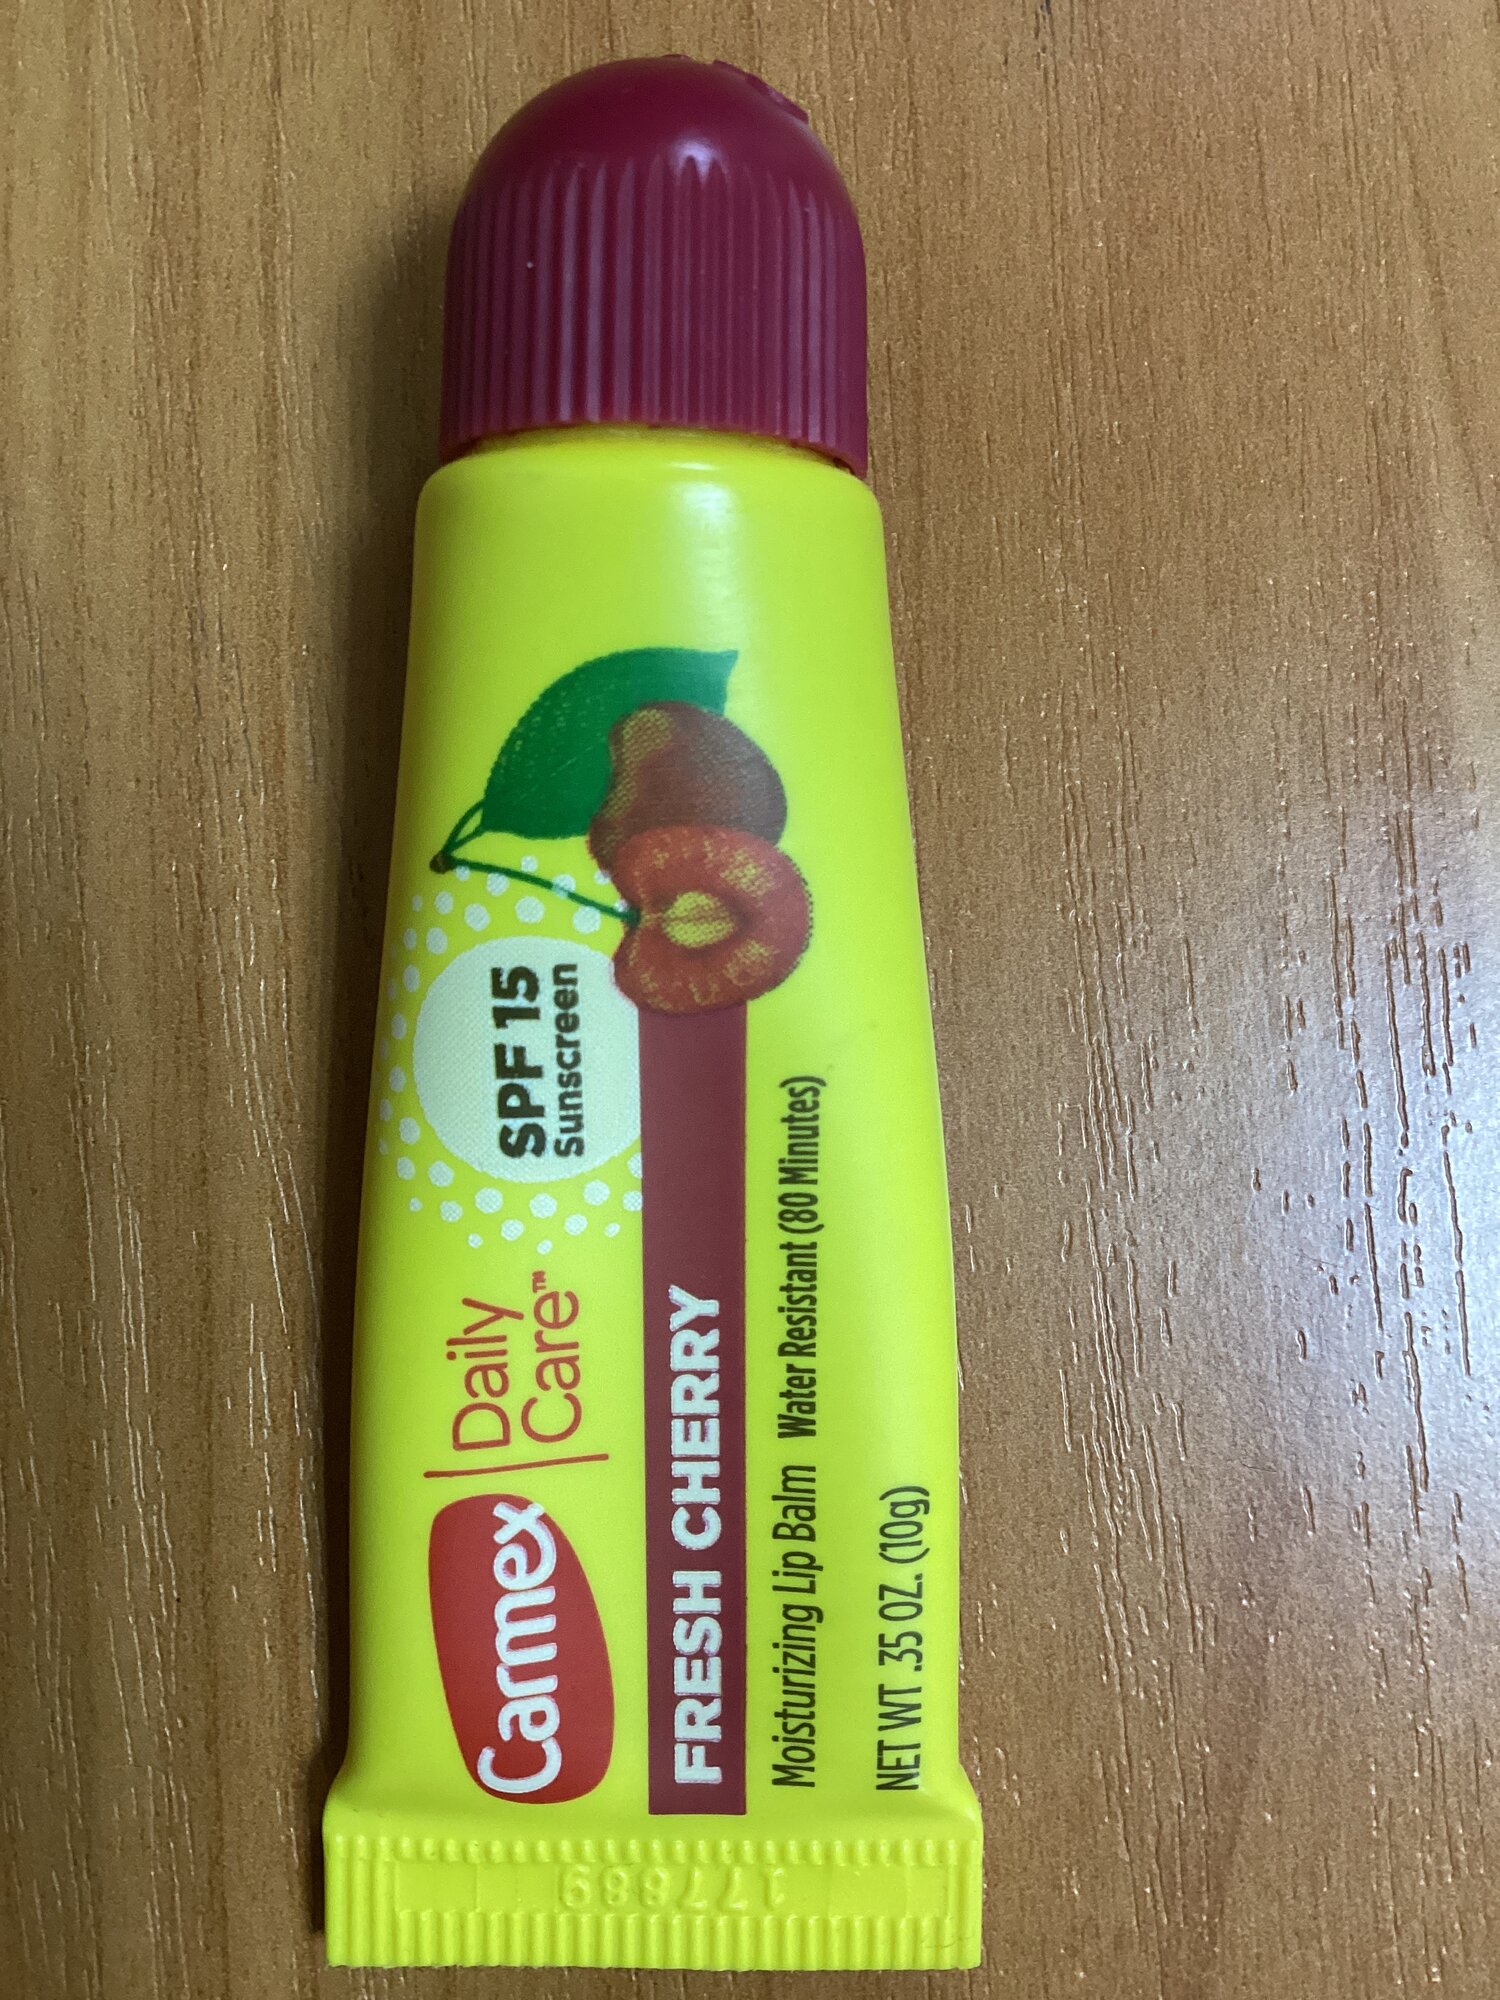 Carmex
Daily
Care™
SPF 15
Sunscreen
FRESH CHERRY
Moisturizing Lip Balm Water Resistant (80 Minutes)
NET WT .35 OZ. (10g)